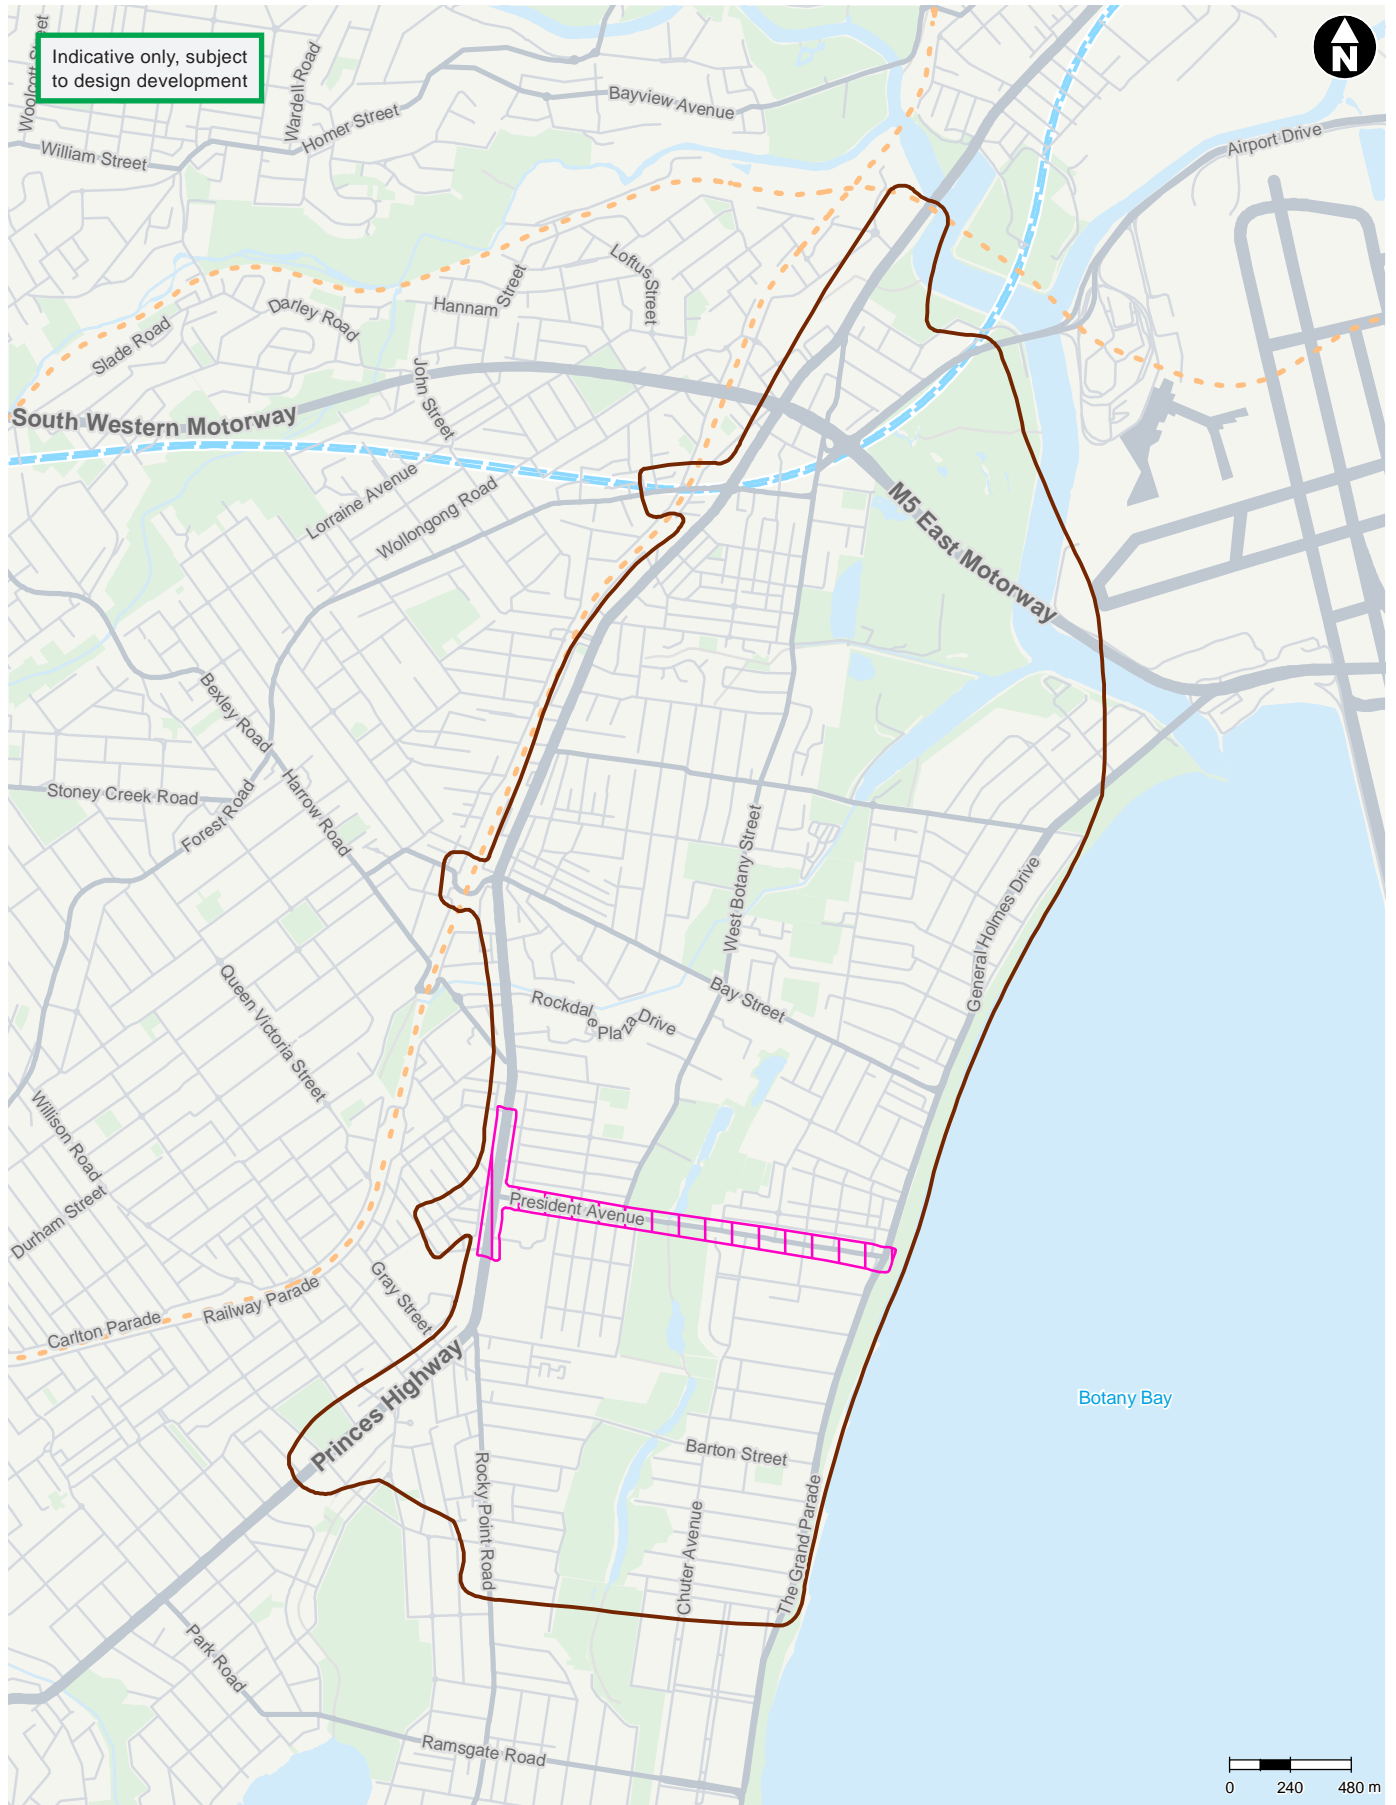 Indicative only, subject
to design development
N
Woolcott Street
Wardell Road
Homer Street
William Street
Bayview Avenue
Airport Drive
Loftus Street
Hannam Street
Darley Road
Slade Road
John Street
South Western Motorway
Lorraine Avenue
Wollongong Road
M5 East Motorway
Bexley Road
Harrow Road
Stoney Creek Road
Forest Road
West Botany Street
General Holmes Drive
Queen Victoria Street
Rockdale Plaza Drive
Bay Street
Willison Road
Durham Street
President Avenue
Gray Street
Railway Parade
Carlton Parade
Princes Highway
Botany Bay
Barton Street
Rocky Point Road
Chuter Avenue
The Grand Parade
Park Road
Ramsgate Road
0 240 480 m